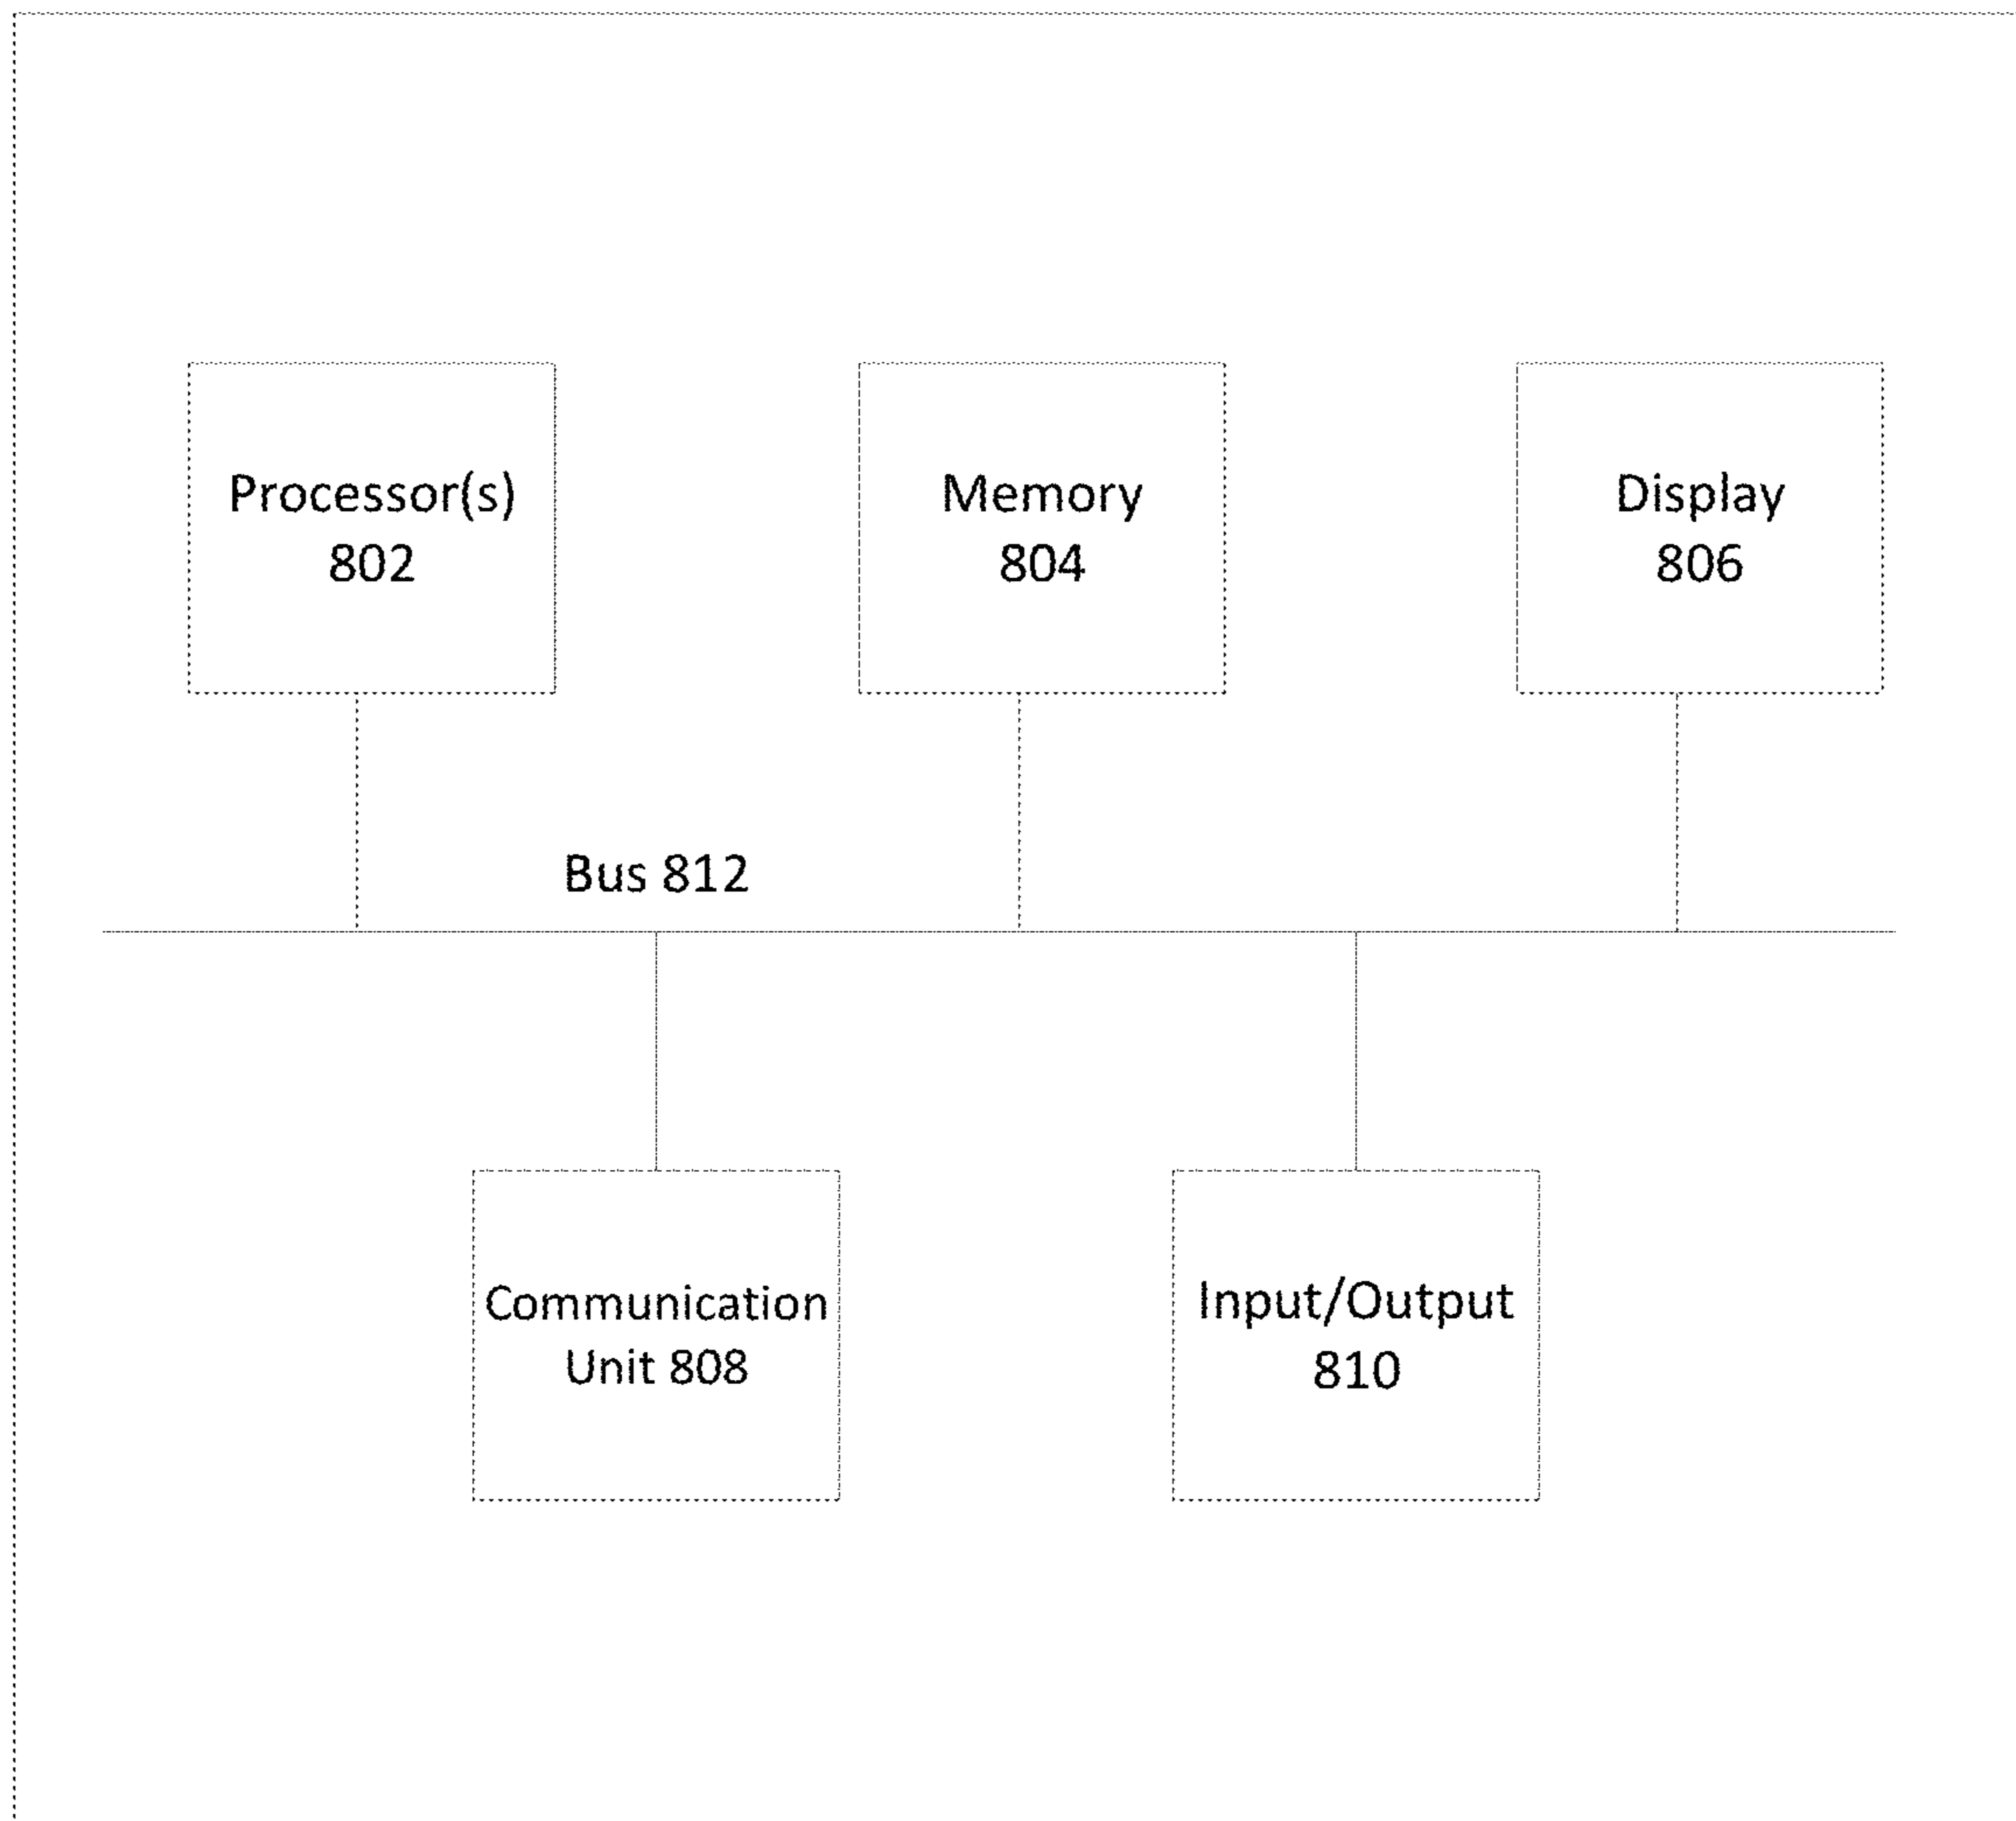 Processor(s)
802
Memory
804
Display
806
Bus 812
Communication
Unit 808
Input/Output
810